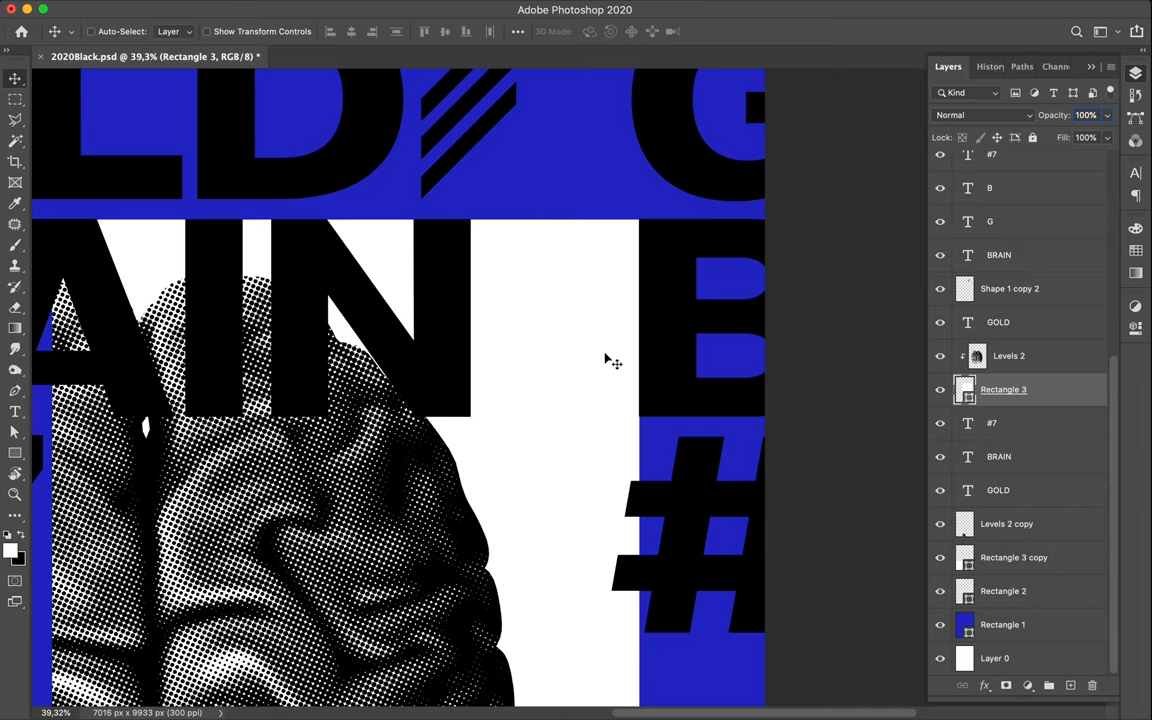 Adobe Photoshop 2020
Auto-Select: Layer Show Transform Controls 3D Mode:
2020Black.psd @ 39,3% (Rectangle 3, RGB/8) *
LD G
AIN B
#
Layers Histor Paths Chann
Kind
Normal Opacity: 100%
Lock: Fill: 100%
#7
B
G
BRAIN
Shape 1 copy 2
GOLD
Levels 2
Rectangle 3
#7
BRAIN
GOLD
Levels 2 copy
Rectangle 3 copy
Rectangle 2
Rectangle 1
Layer 0
39,32% 7016 px x 9933 px (300 ppi)